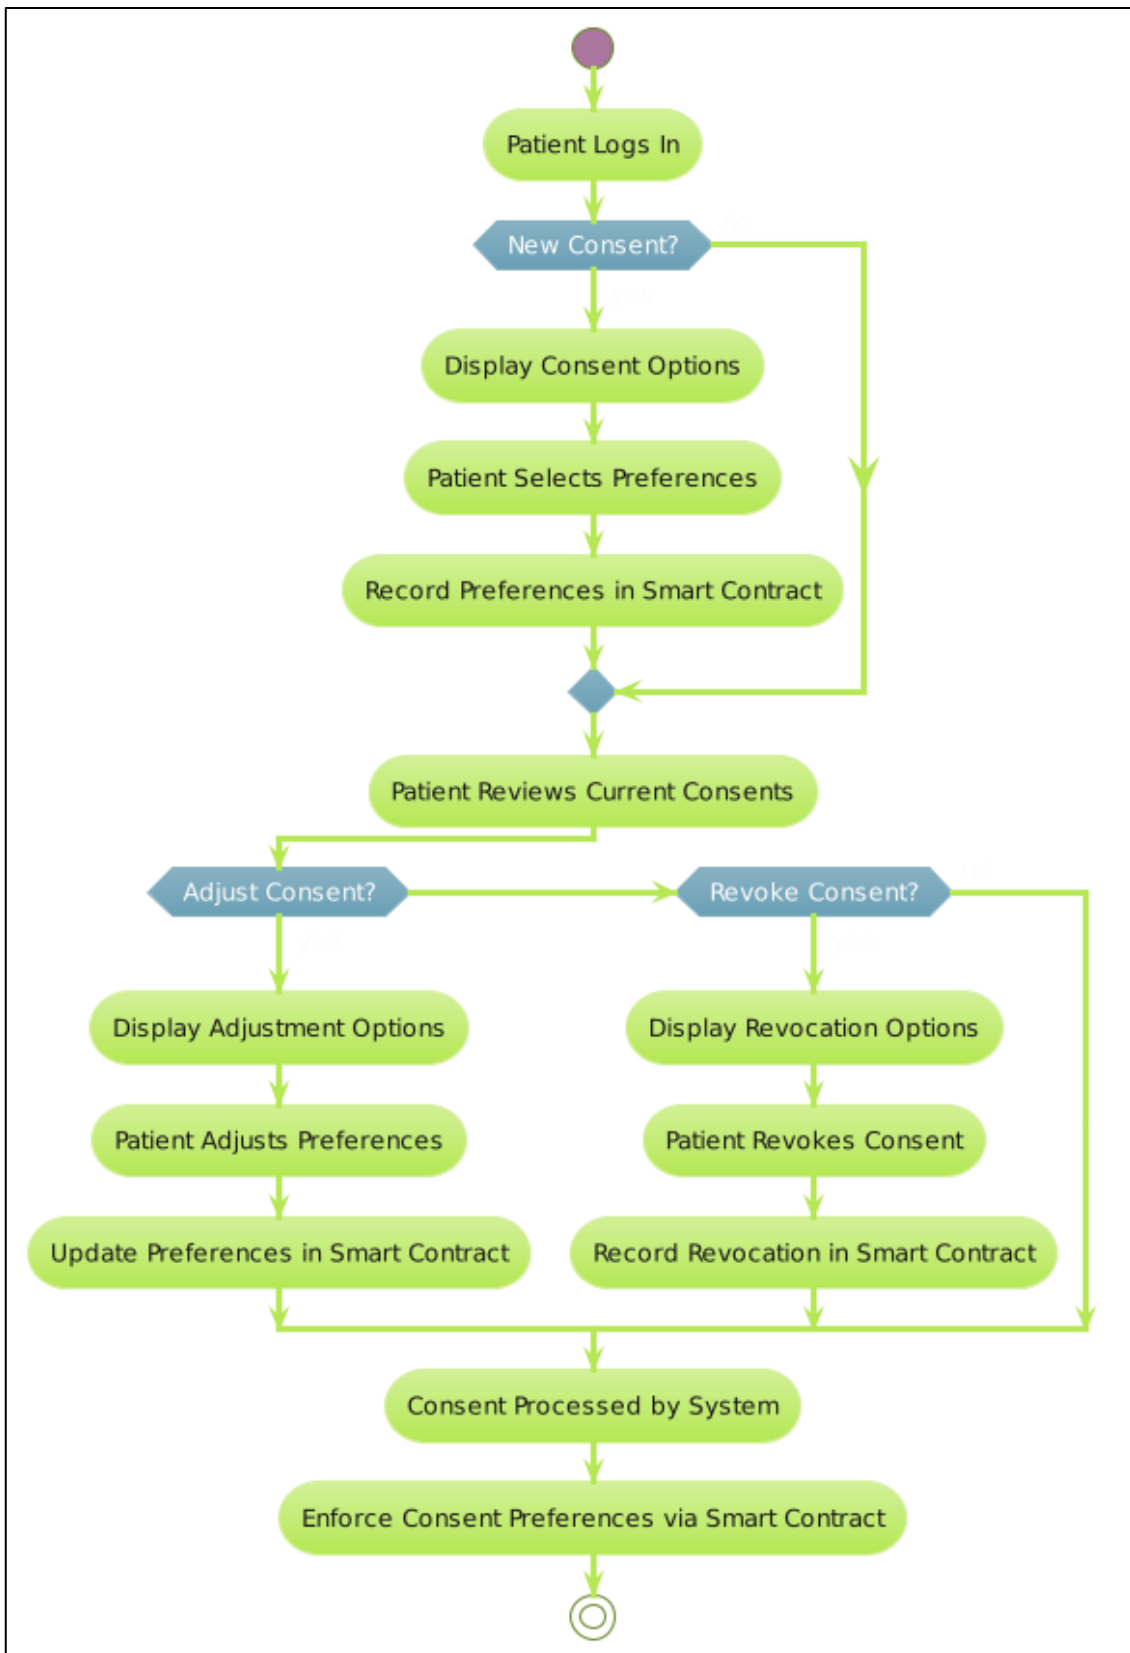 Patient Logs In
New Consent?
Display Consent Options
Patient Selects Preferences
Record Preferences in Smart Contract
Patient Reviews Current Consents
Adjust Consent?
Revoke Consent?
Display Adjustment Options
Display Revocation Options
Patient Adjusts Preferences
Patient Revokes Consent
Update Preferences in Smart Contract
Record Revocation in Smart Contract
Consent Processed by System
Enforce Consent Preferences via Smart Contract